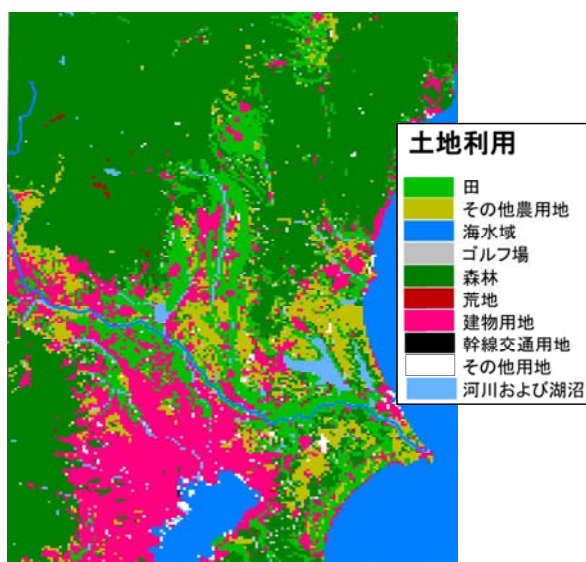 土地利用
田
その他農用地
海水域
ゴルフ場
森林
荒地
建物用地
幹線交通用地
その他用地
河川および湖沼